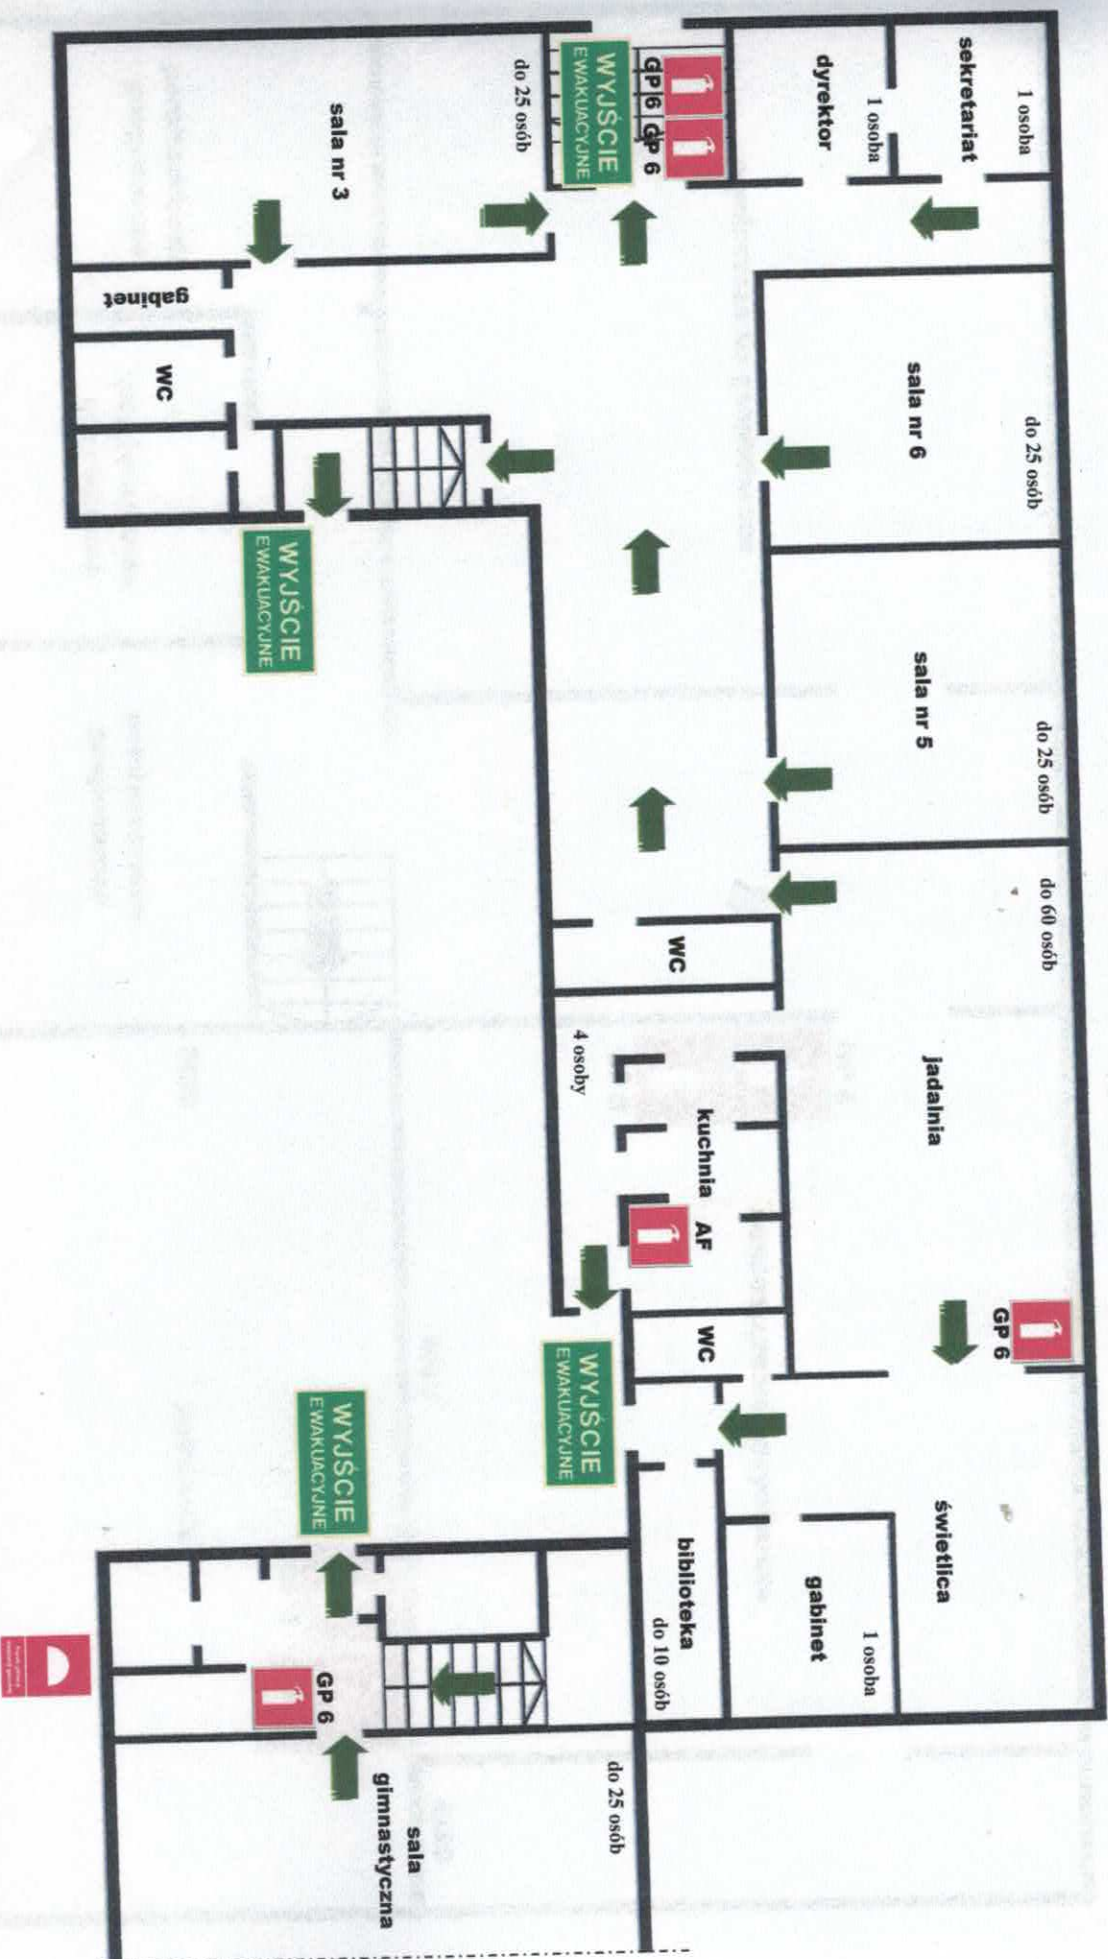 1 osoba
sekretariat
1 osoba
dyrektor
do 25 osób
sala nr 6
do 25 osób
sala nr 5
do 60 osób
jadalnia
GP 6
świetlica
1 osoba
gabinet
GP 6 GP 6
WYJŚCIE
EWAKUACYJNE
WC
kuchnia AF
4 osoby
WC
biblioteka
do 10 osób
WYJŚCIE
EWAKUACYJNE
do 25 osób
sala nr 3
gabinet
WC
WYJŚCIE
EWAKUACYJNE
WYJŚCIE
EWAKUACYJNE
GP 6
do 25 osób
sala
gimnastyczna